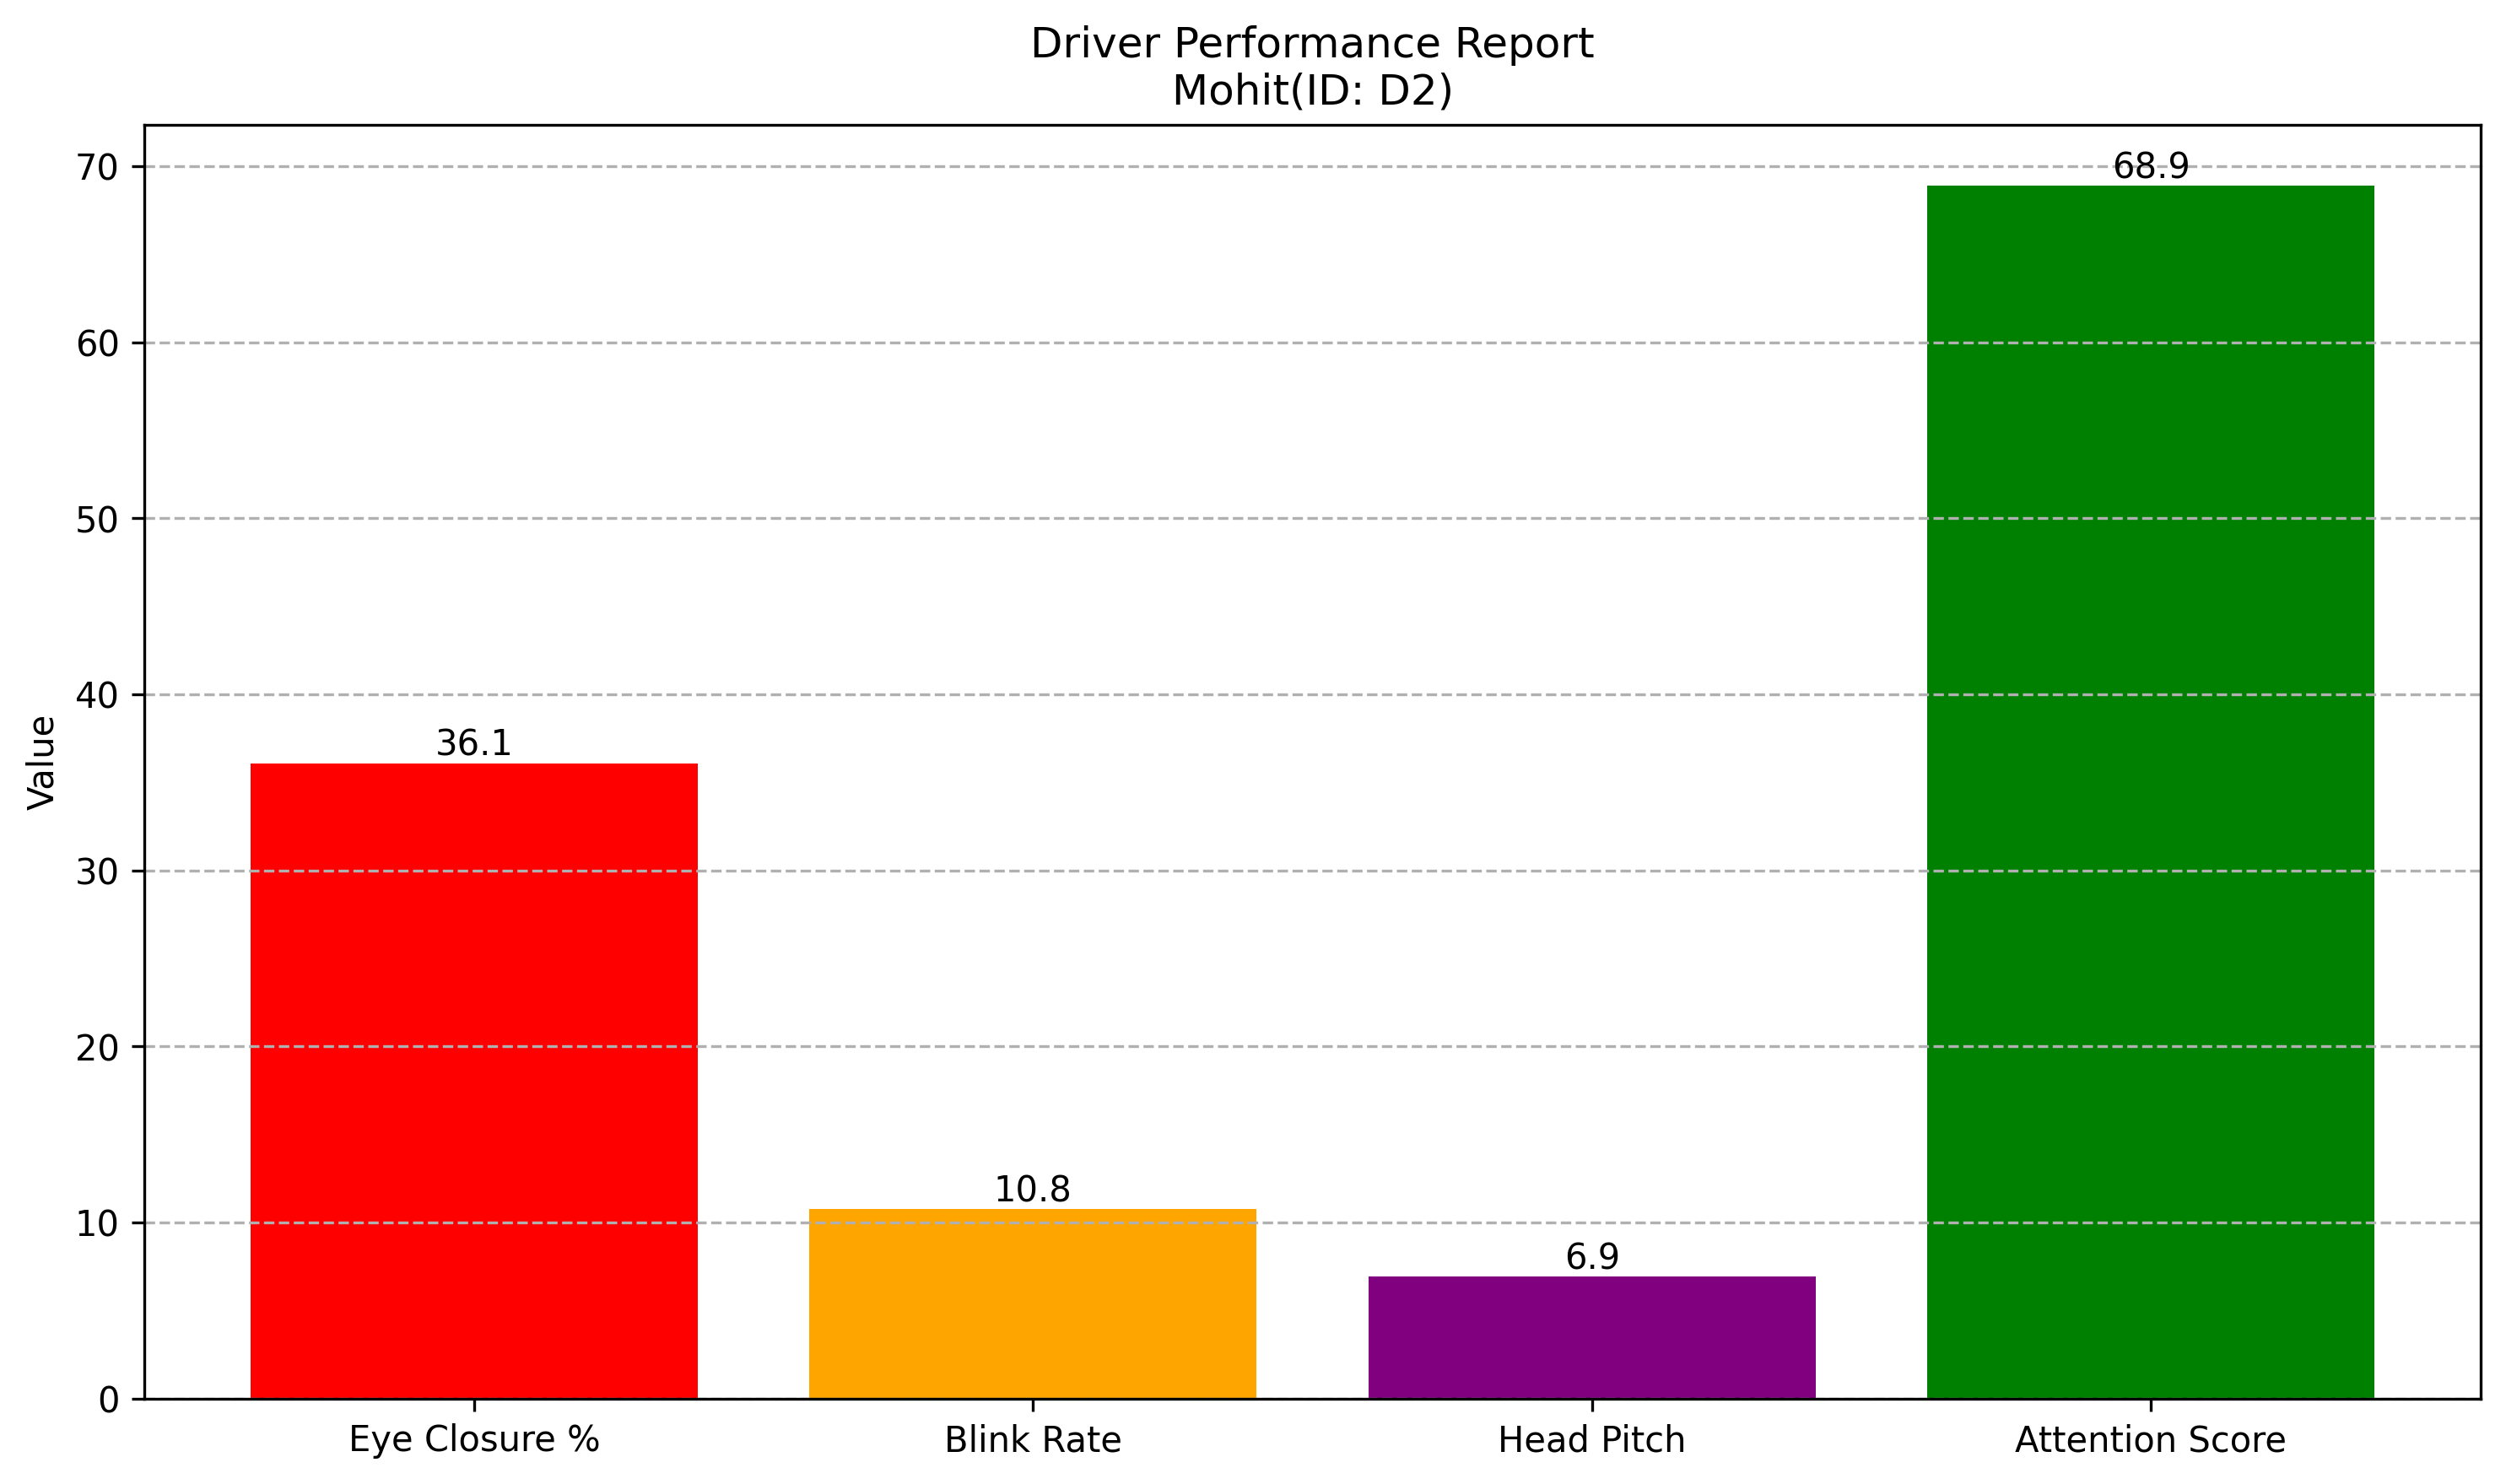 Driver Performance Report
Mohit(ID: D2)
Value
70
60
50
40
30
20
10
0
36.1
10.8
6.9
68.9
Eye Closure %
Blink Rate
Head Pitch
Attention Score